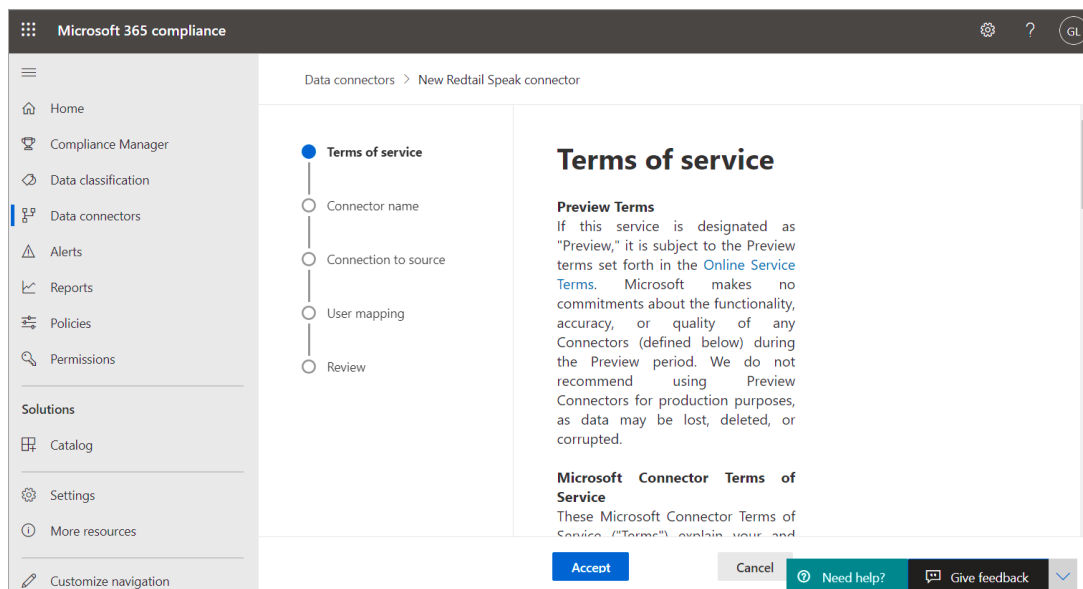 Microsoft 365 compliance
?
GL
Home
Compliance Manager
Data classification
Data connectors
Alerts
Reports
Policies
Permissions
Solutions
Catalog
Settings
More resources
Customize navigation
Data connectors > New Redtail Speak connector
Terms of service
Connector name
Connection to source
User mapping
Review
Terms of service
Preview Terms
If this service is designated as
"Preview," it is subject to the Preview
terms set forth in the Online Service
Terms. Microsoft makes no
commitments about the functionality,
accuracy, or quality of any
Connectors (defined below) during
the Preview period. We do not
recommend using Preview
Connectors for production purposes,
as data may be lost, deleted, or
corrupted.
Microsoft Connector Terms of
Service
These Microsoft Connector Terms of
Service ("Terms") explain your and
Accept
Cancel
Need help?
Give feedback